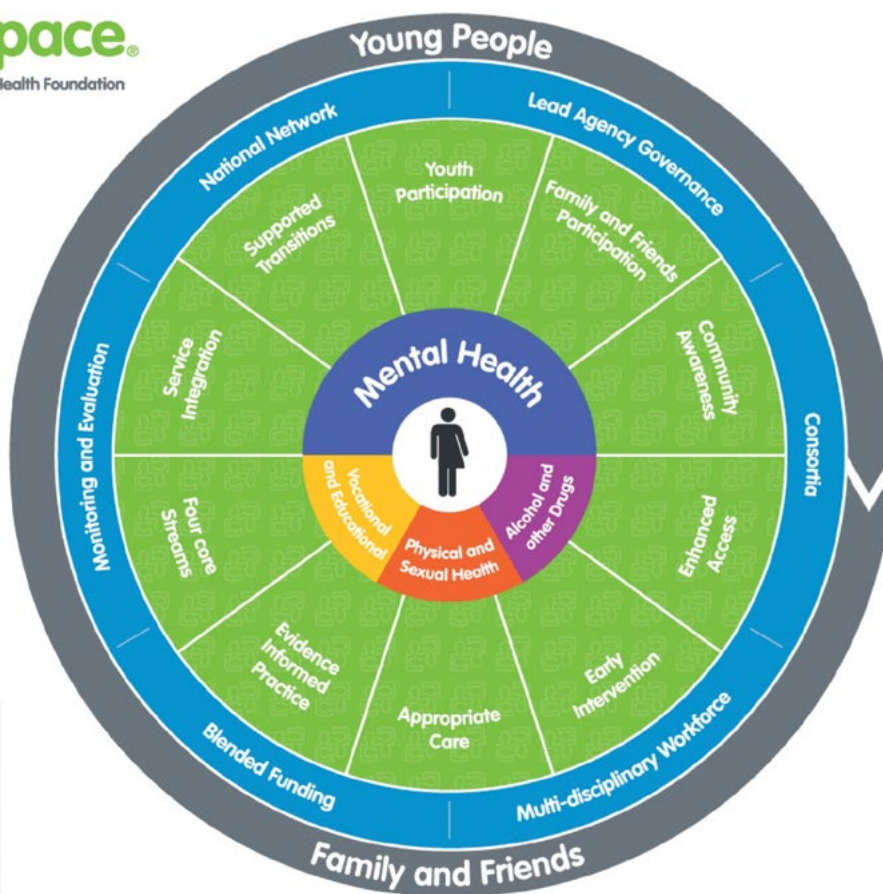 pace®
Health Foundation
Young People
National Network
Lead Agency Governance
Consortia
Multi-disciplinary Workforce
Blended Funding
Monitoring and Evaluation
Youth
Participation
Family and Friends
Participation
Community
Awareness
Enhanced
Access
Early
Intervention
Appropriate
Care
Evidence
Informed
Practice
Four core
Streams
Service
Integration
Supported
Transitions
Mental Health
Alcohol and
other Drugs
Physical and
Sexual Health
Vocational
and Educational
Family and Friends